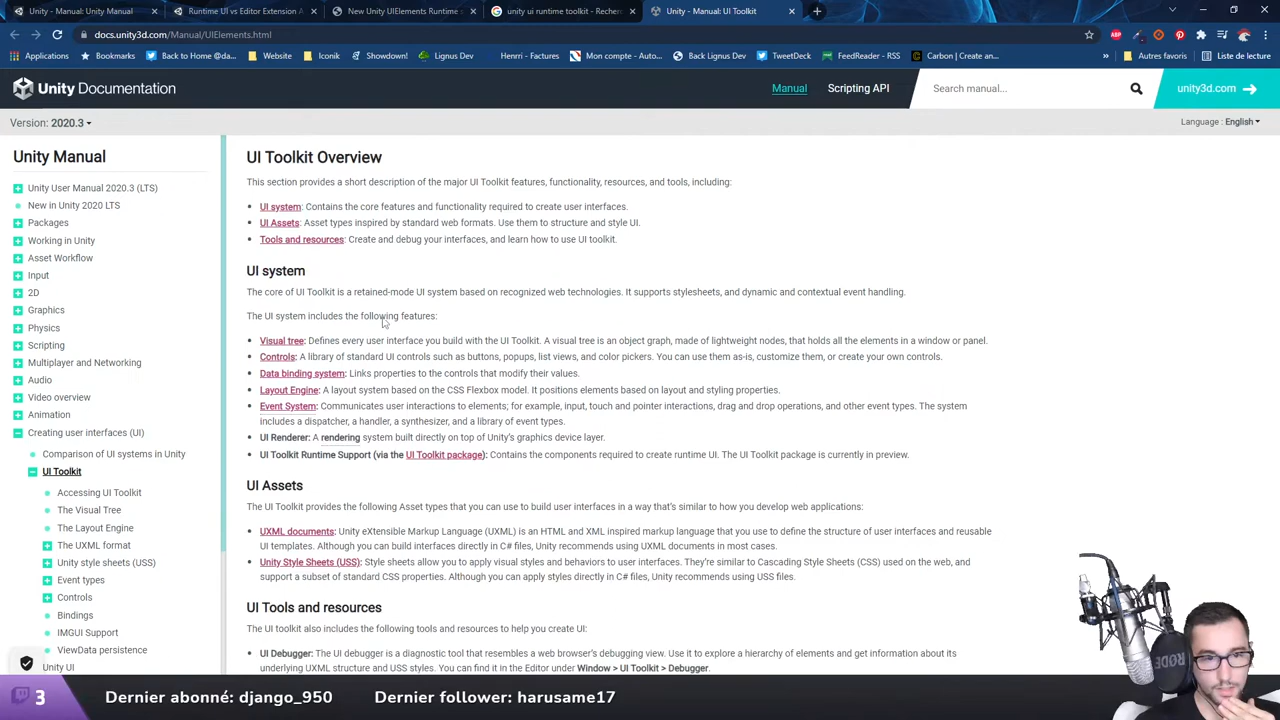 Unity - Manual: Unity Manual
Runtime UI vs Editor Extension A
New Unity UIElements Runtime s
unity ui runtime toolkit - Recher
Unity - Manual: UI Toolkit
docs.unity3d.com/Manual/UIElements.html
Applications
Bookmarks
Back to Home @da...
Website
Iconik
Showdown!
Lignus Dev
Henrri - Factures
Mon compte - Auto...
Back Lignus Dev
TweetDeck
FeedReader - RSS
Carbon | Create an...
Autres favoris
Liste de lecture
Unity Documentation
Manual
Scripting API
Search manual...
unity3d.com
Version: 2020.3
Language : English
Unity Manual
Unity User Manual 2020.3 (LTS)
New in Unity 2020 LTS
Packages
Working in Unity
Asset Workflow
Input
2D
Graphics
Physics
Scripting
Multiplayer and Networking
Audio
Video overview
Animation
Creating user interfaces (UI)
Comparison of UI systems in Unity
UI Toolkit
Accessing UI Toolkit
The Visual Tree
The Layout Engine
The UXML format
Unity style sheets (USS)
Event types
Controls
Bindings
IMGUI Support
ViewData persistence
Unity UI
UI Toolkit Overview
This section provides a short description of the major UI Toolkit features, functionality, resources, and tools, including:
UI system: Contains the core features and functionality required to create user interfaces.
UI Assets: Asset types inspired by standard web formats. Use them to structure and style UI.
Tools and resources: Create and debug your interfaces, and learn how to use UI toolkit.
UI system
The core of UI Toolkit is a retained-mode UI system based on recognized web technologies. It supports stylesheets, and dynamic and contextual event handling.
The UI system includes the following features:
Visual tree: Defines every user interface you build with the UI Toolkit. A visual tree is an object graph, made of lightweight nodes, that holds all the elements in a window or panel.
Controls: A library of standard UI controls such as buttons, popups, list views, and color pickers. You can use them as-is, customize them, or create your own controls.
Data binding system: Links properties to the controls that modify their values.
Layout Engine: A layout system based on the CSS Flexbox model. It positions elements based on layout and styling properties.
Event System: Communicates user interactions to elements; for example, input, touch and pointer interactions, drag and drop operations, and other event types. The system
includes a dispatcher, a handler, a synthesizer, and a library of event types.
UI Renderer: A rendering system built directly on top of Unity's graphics device layer.
UI Toolkit Runtime Support (via the UI Toolkit package): Contains the components required to create runtime UI. The UI Toolkit package is currently in preview.
UI Assets
The UI Toolkit provides the following Asset types that you can use to build user interfaces in a way that's similar to how you develop web applications:
UXML documents: Unity eXtensible Markup Language (UXML) is an HTML and XML inspired markup language that you use to define the structure of user interfaces and reusable
UI templates. Although you can build interfaces directly in C# files, Unity recommends using UXML documents in most cases.
Unity Style Sheets (USS): Style sheets allow you to apply visual styles and behaviors to user interfaces. They're similar to Cascading Style Sheets (CSS) used on the web, and
support a subset of standard CSS properties. Although you can apply styles directly in C# files, Unity recommends using USS files.
UI Tools and resources
The UI toolkit also includes the following tools and resources to help you create UI:
UI Debugger: The UI debugger is a diagnostic tool that resembles a web browser's debugging view. Use it to explore a hierarchy of elements and get information about its
underlying UXML structure and USS styles. You can find it in the Editor under Window > UI Toolkit > Debugger.
RØDE
3
Dernier abonné: django_950
Dernier follower: harusame17